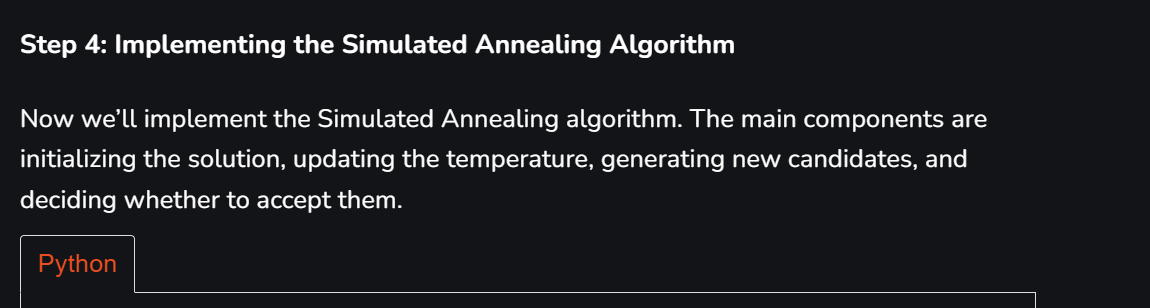 Step 4: Implementing the Simulated Annealing Algorithm
Now we’ll implement the Simulated Annealing algorithm. The main components are
initializing the solution, updating the temperature, generating new candidates, and
deciding whether to accept them.
Python